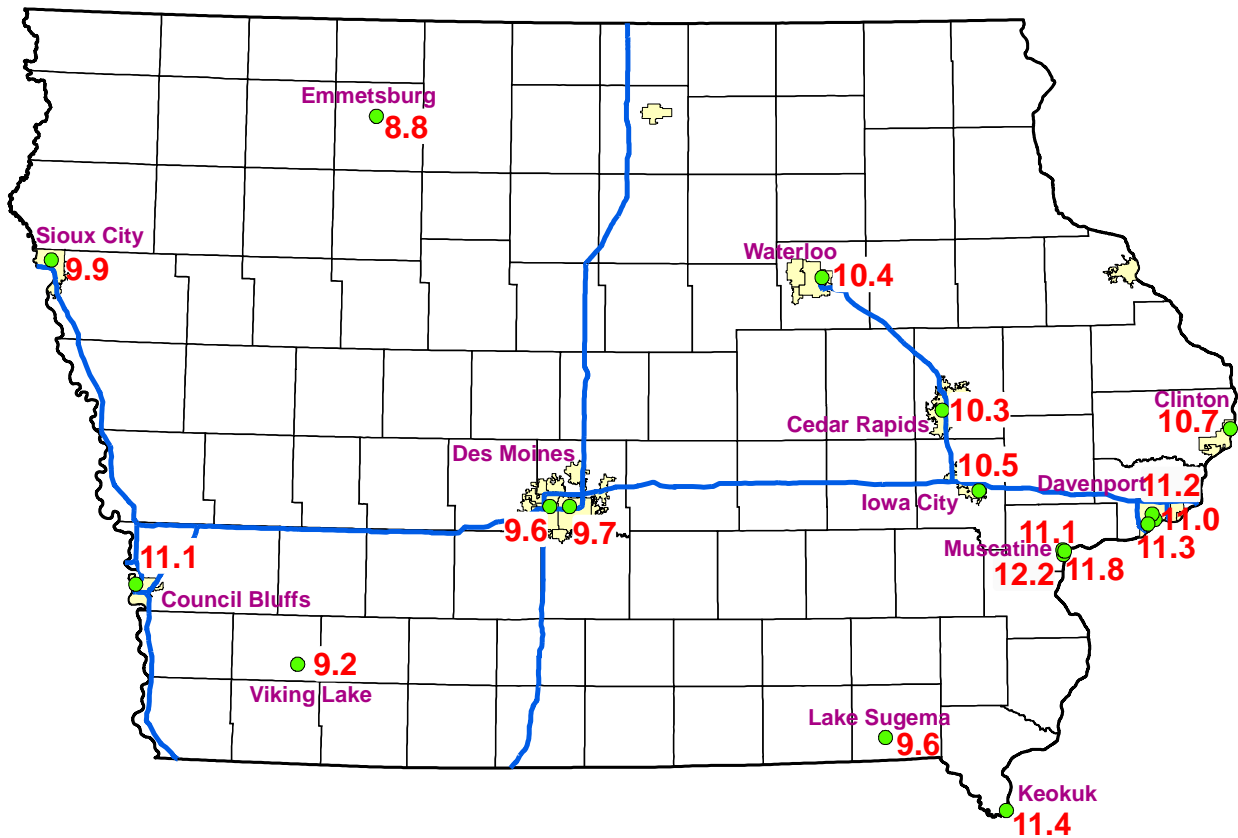 Emmetsburg
8.8
Sioux City
9.9
Waterloo
10.4
Clinton
10.7
10.3
Cedar Rapids
Des Moines
10.5
Davenport
11.2
Iowa City
9.6
9.7
11.0
11.3
11.1
Muscatine
12.2
11.8
11.1
Council Bluffs
9.2
Viking Lake
Lake Sugema
9.6
Keokuk
11.4